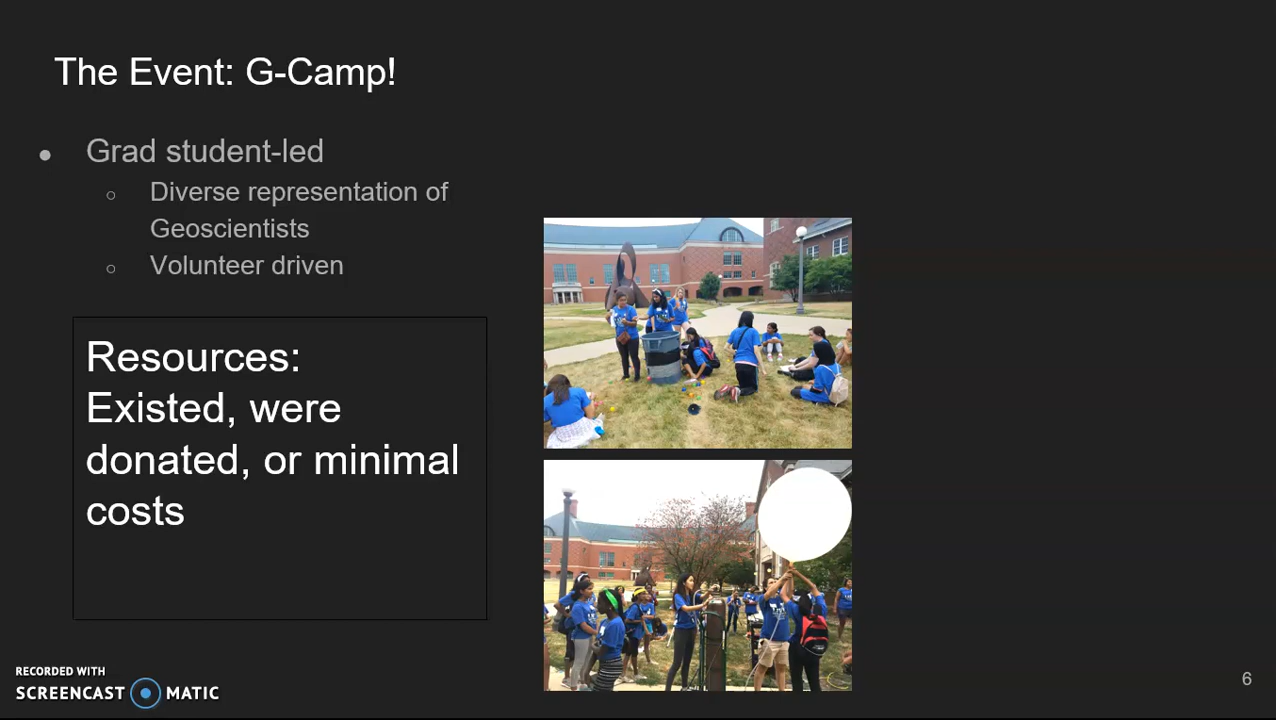 The Event: G-Camp!
● Grad student-led
○ Diverse representation of
Geoscientists
○ Volunteer driven
Resources:
Existed, were
donated, or minimal
costs
RECORDED WITH
SCREENCAST MATIC
6